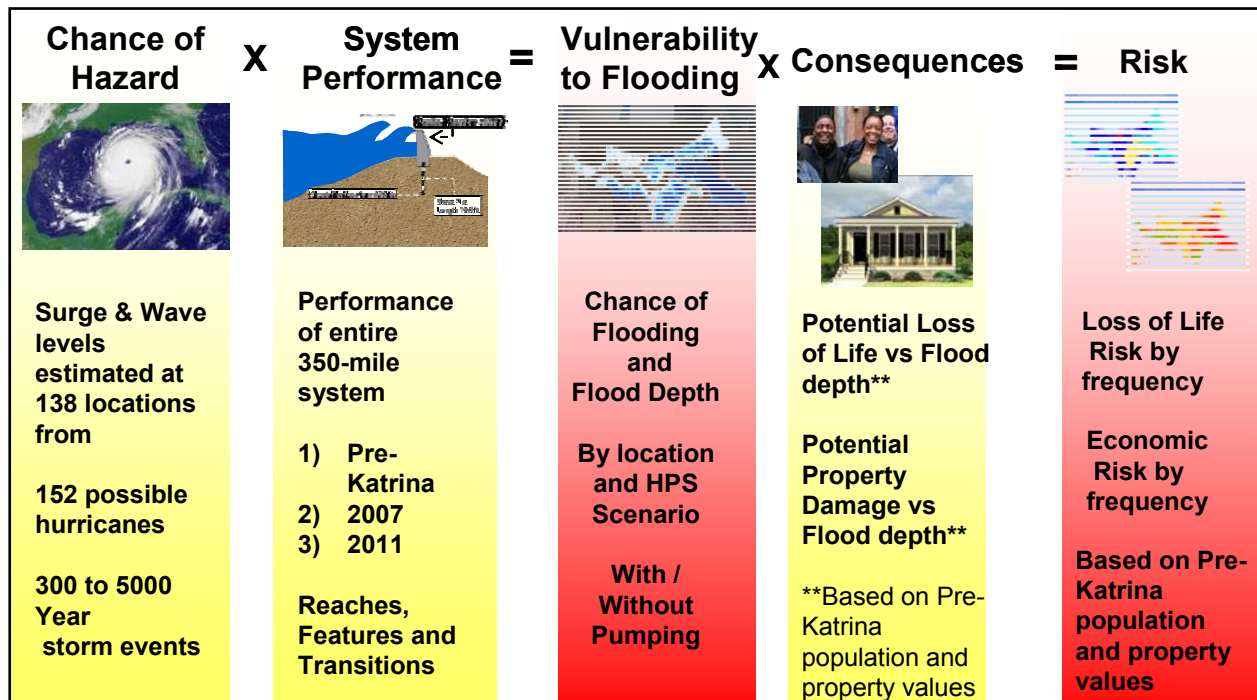 Chance of
Hazard
x
System
Performance
=
Vulnerability
to Flooding
x
Consequences
=
Risk
Surge & Wave
levels
estimated at
138 locations
from
152 possible
hurricanes
300 to 5000
Year
storm events
Performance
of entire
350-mile
system
1) Pre-
Katrina
2) 2007
3) 2011
Reaches,
Features and
Transitions
Chance of
Flooding
and
Flood Depth
By location
and HPS
Scenario
With /
Without
Pumping
Potential Loss
of Life vs Flood
depth**
Potential
Property
Damage vs
Flood depth**
**Based on Pre-
Katrina
population and
property values
Loss of Life
Risk by
frequency
Economic
Risk by
frequency
Based on Pre-
Katrina
population
and property
values